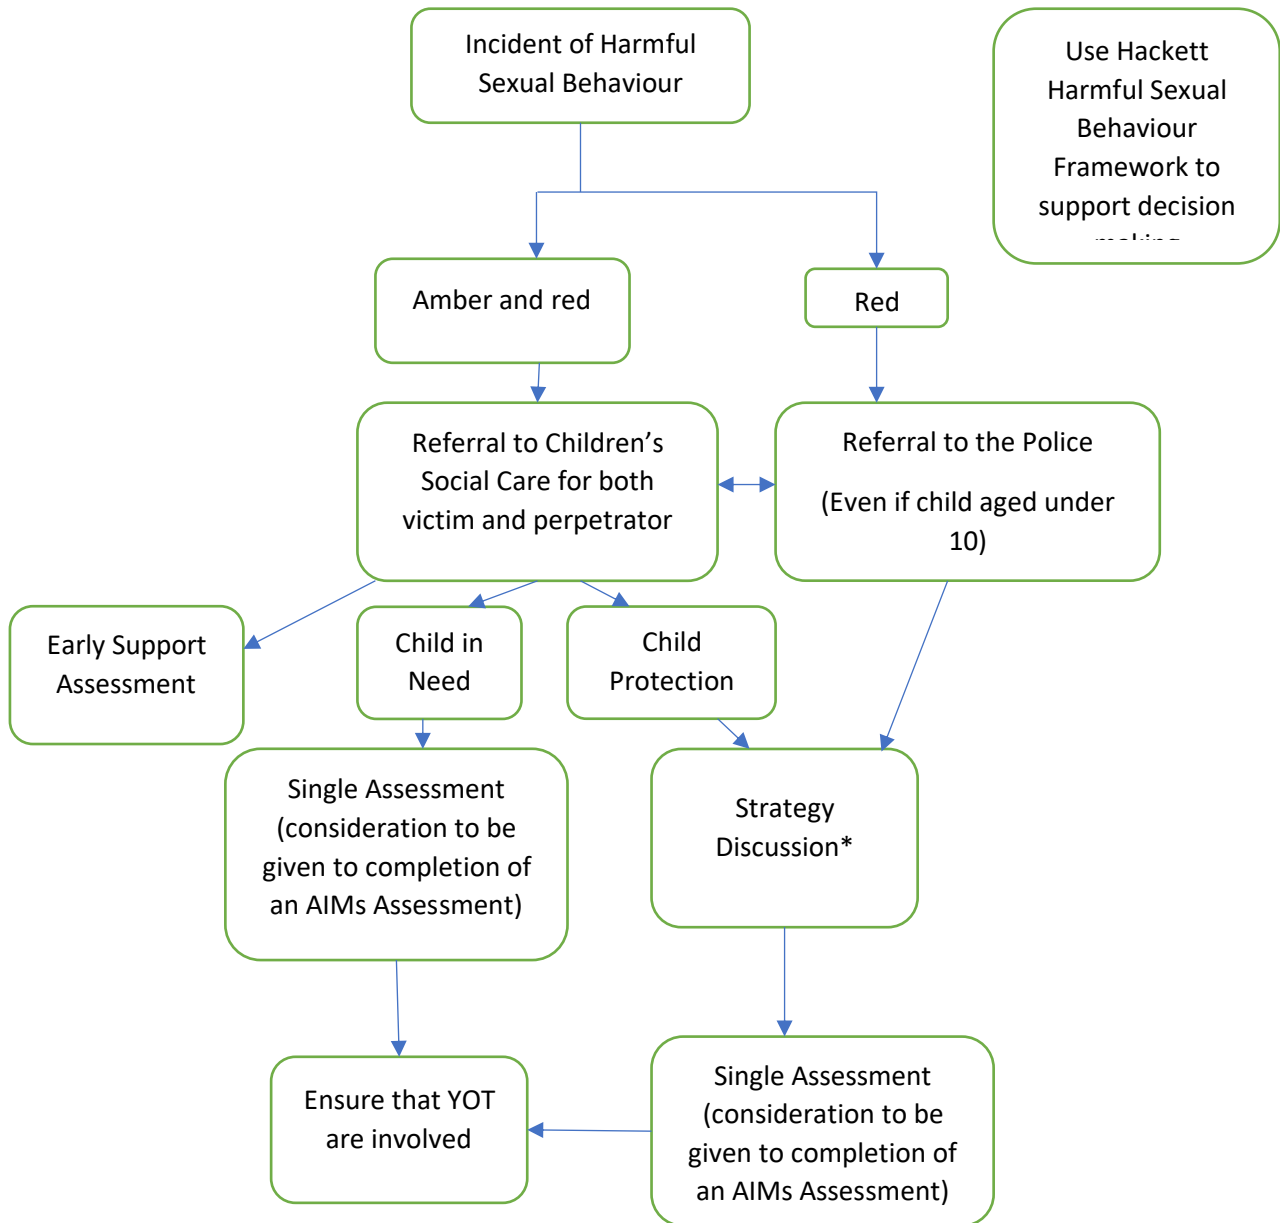 Incident of Harmful
Sexual Behaviour
Use Hackett
Harmful Sexual
Behaviour
Framework to
support decision
making
Amber and red
Red
Referral to Children’s
Social Care for both
victim and perpetrator
Referral to the Police
(Even if child aged under
10)
Early Support
Assessment
Child in
Need
Child
Protection
Single Assessment
(consideration to be
given to completion of
an AIMs Assessment)
Strategy
Discussion*
Ensure that YOT
are involved
Single Assessment
(consideration to be
given to completion of
an AIMs Assessment)